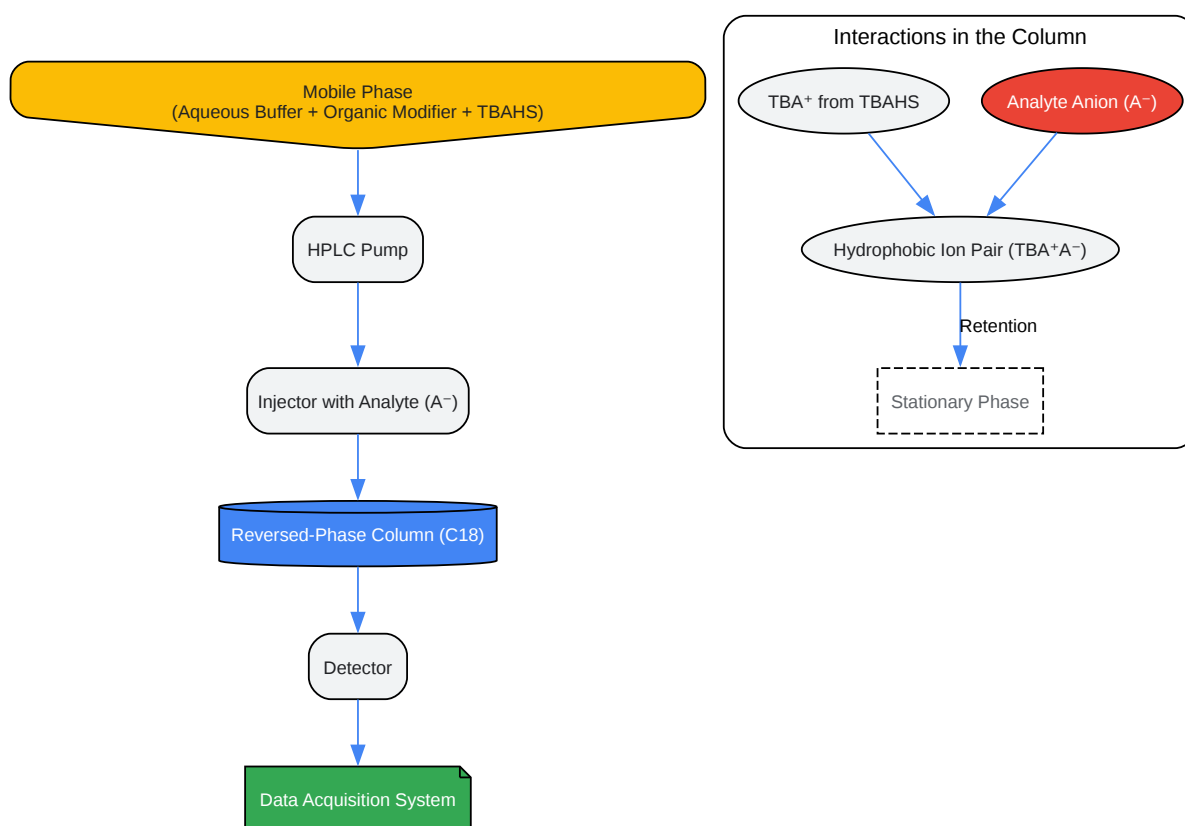 Mobile Phase
(Aqueous Buffer + Organic Modifier + TBAHS)
HPLC Pump
Injector with Analyte (A⁻)
Reversed-Phase Column (C18)
Detector
Data Acquisition System
Interactions in the Column
TBA⁺ from TBAHS
Analyte Anion (A⁻)
Hydrophobic Ion Pair (TBA⁺A⁻)
Retention
Stationary Phase